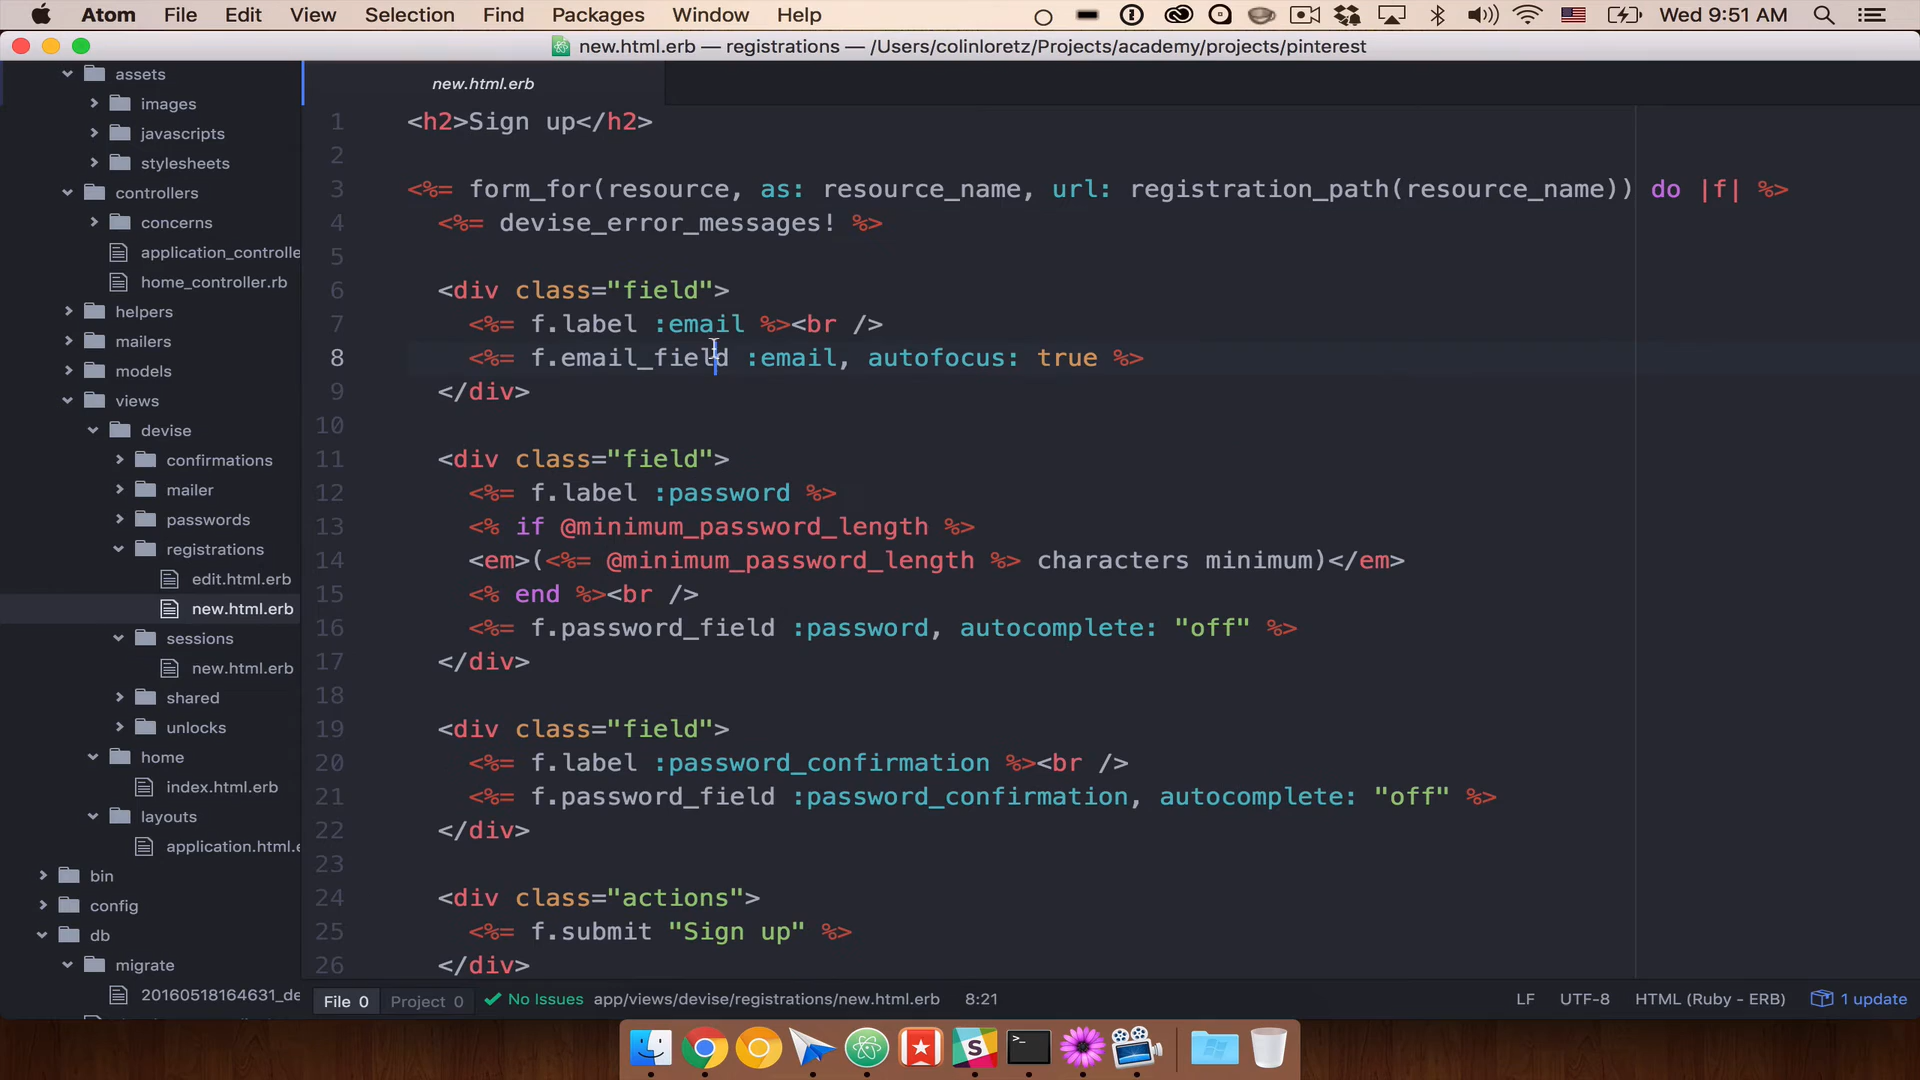 Atom File Edit View Selection Find Packages Window Help Wed 9:51 AM
new.html.erb — registrations — /Users/colinloretz/Projects/academy/projects/pinterest
assets
images
javascripts
stylesheets
controllers
concerns
application_controlle
home_controller.rb
helpers
mailers
models
views
devise
confirmations
mailer
passwords
registrations
edit.html.erb
new.html.erb
sessions
new.html.erb
shared
unlocks
home
index.html.erb
layouts
application.html.e
bin
config
db
migrate
20160518164631_de
new.html.erb
1 <h2>Sign up</h2>
2
3 <%= form_for(resource, as: resource_name, url: registration_path(resource_name)) do |f| %>
4 <%= devise_error_messages! %>
5
6 <div class="field">
7 <%= f.label :email %><br />
8 <%= f.email_field :email, autofocus: true %>
9 </div>
10
11 <div class="field">
12 <%= f.label :password %>
13 <% if @minimum_password_length %>
14 <em>(<%= @minimum_password_length %> characters minimum)</em>
15 <% end %><br />
16 <%= f.password_field :password, autocomplete: "off" %>
17 </div>
18
19 <div class="field">
20 <%= f.label :password_confirmation %><br />
21 <%= f.password_field :password_confirmation, autocomplete: "off" %>
22 </div>
23
24 <div class="actions">
25 <%= f.submit "Sign up" %>
26 </div>
File 0 Project 0 No Issues app/views/devise/registrations/new.html.erb 8:21 LF UTF-8 HTML (Ruby - ERB) 1 update